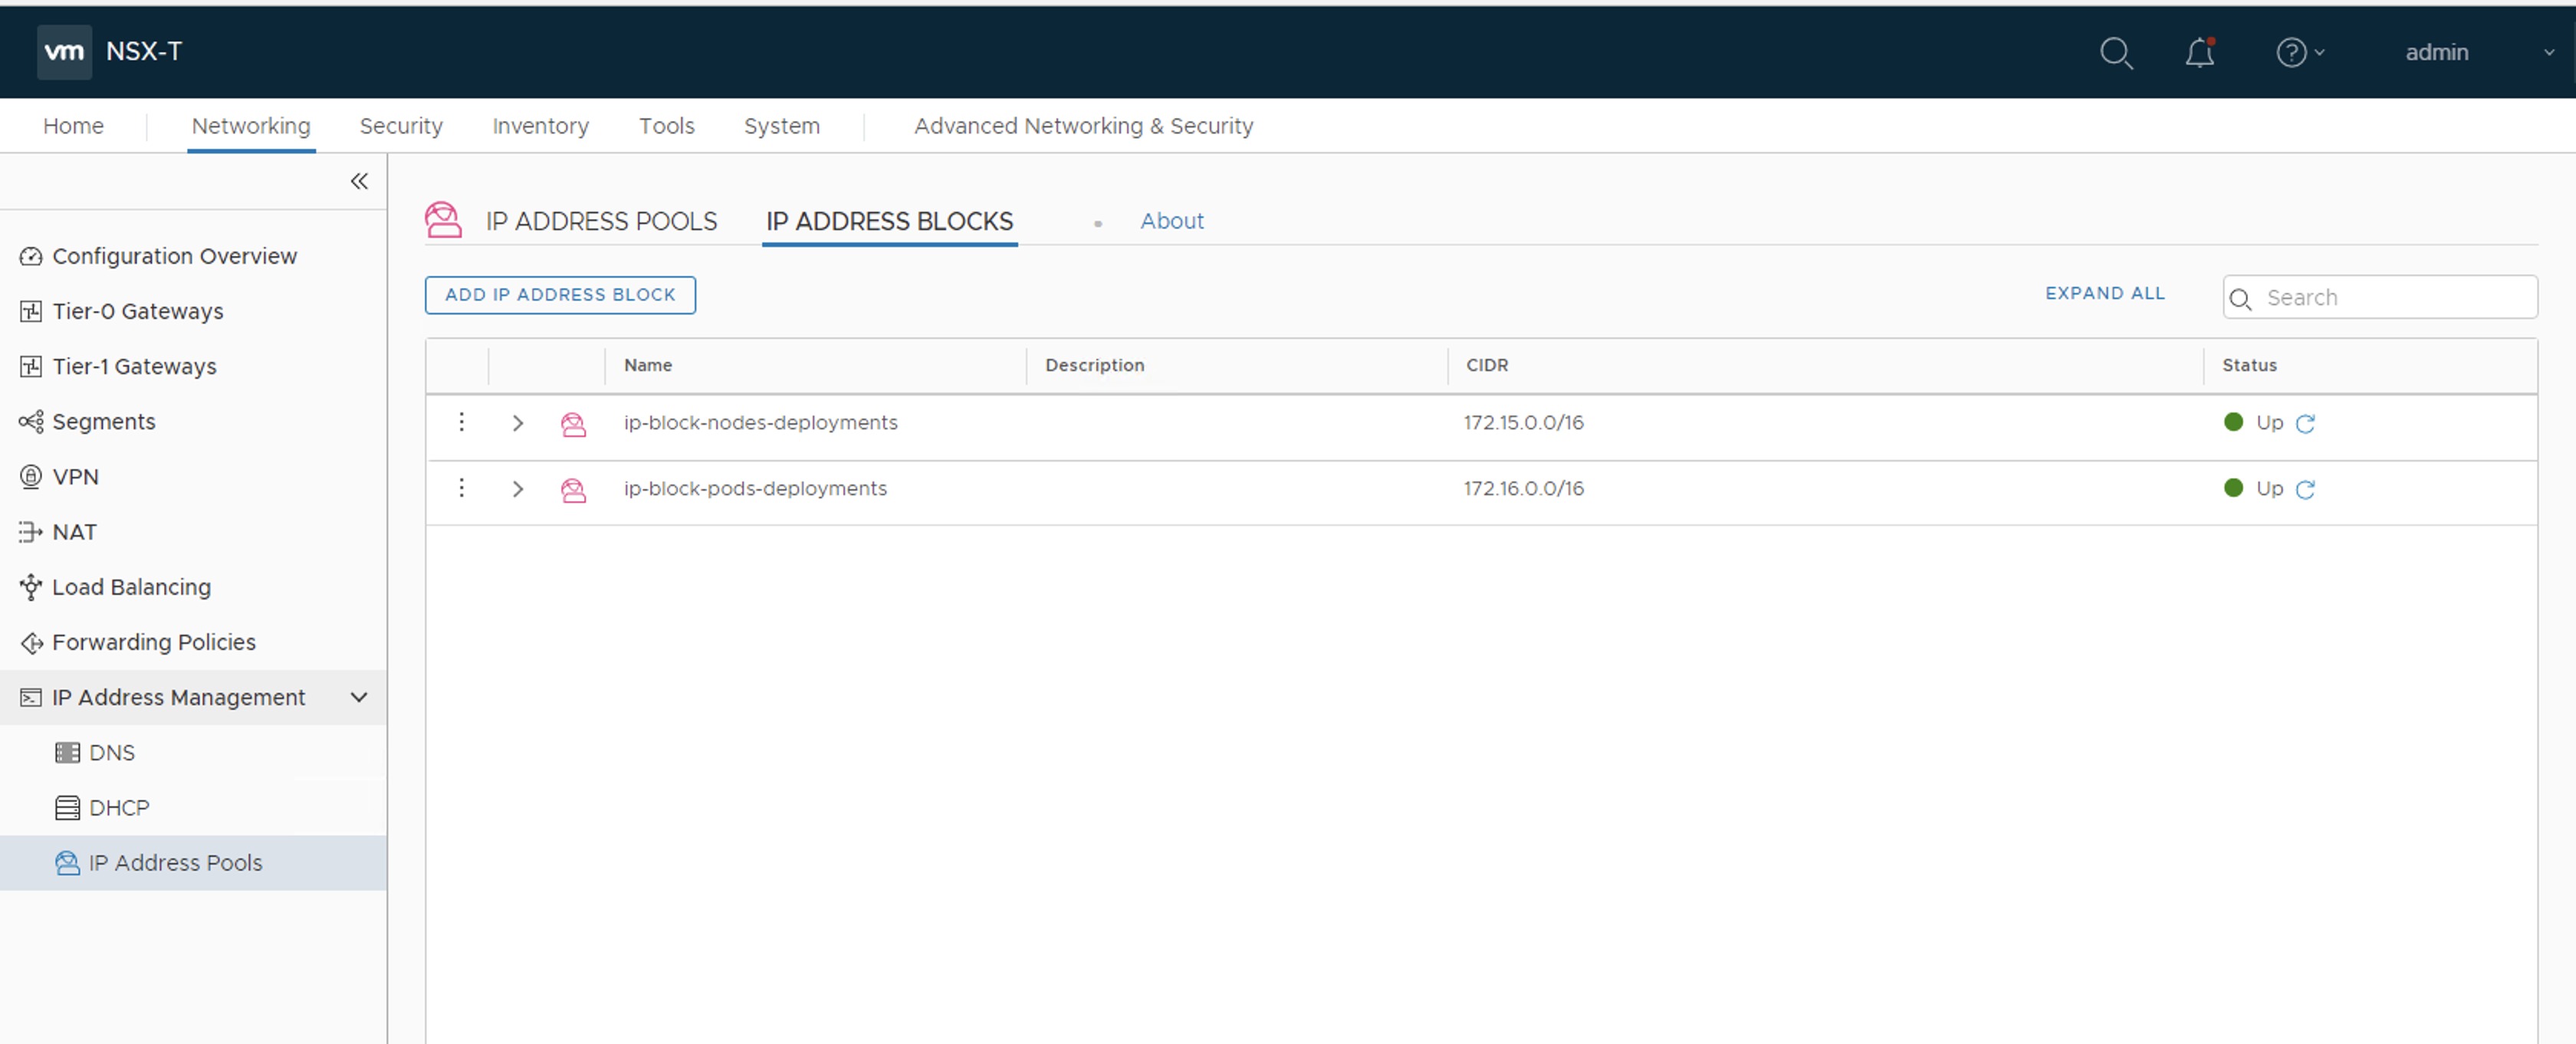 vm NSX-T admin
Home Networking Security Inventory Tools System Advanced Networking & Security
Configuration Overview
Tier-0 Gateways
Tier-1 Gateways
Segments
VPN
NAT
Load Balancing
Forwarding Policies
IP Address Management
DNS
DHCP
IP Address Pools
IP ADDRESS POOLS IP ADDRESS BLOCKS About
ADD IP ADDRESS BLOCK EXPAND ALL Search
Name Description CIDR Status
ip-block-nodes-deployments 172.15.0.0/16 Up
ip-block-pods-deployments 172.16.0.0/16 Up